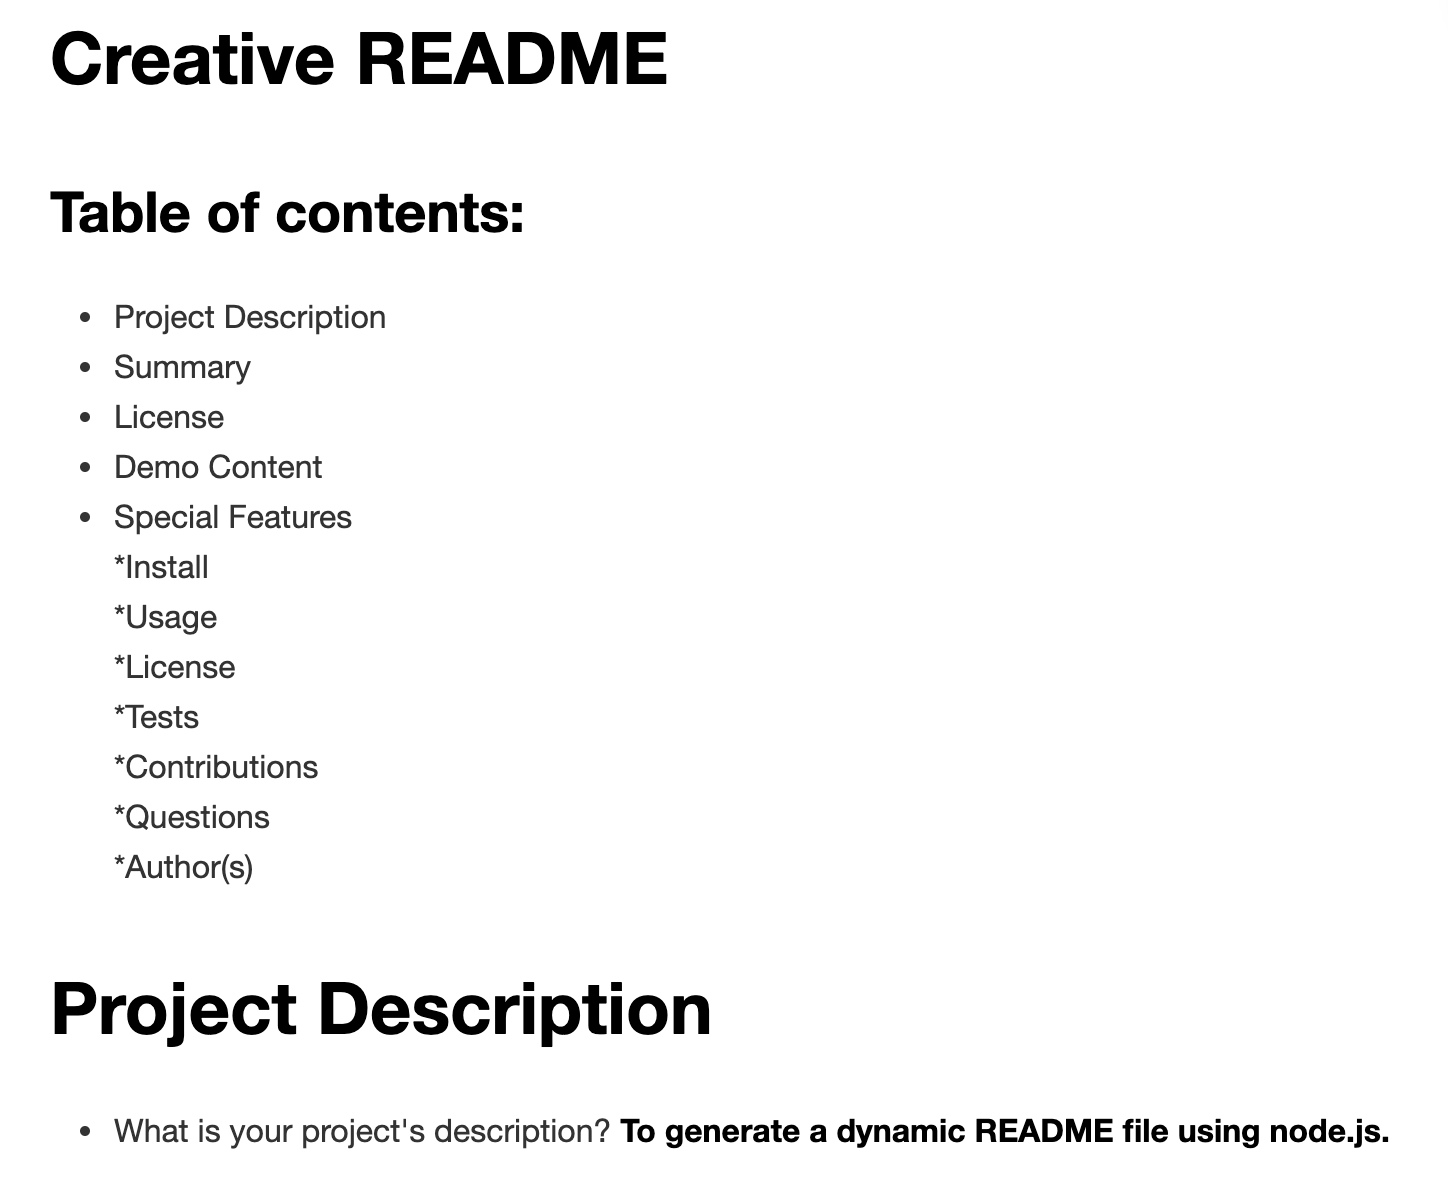 Creative README
Table of contents:
• Project Description
• Summary
• License
• Demo Content
• Special Features
*Install
*Usage
*License
*Tests
*Contributions
*Questions
*Author(s)
Project Description
• What is your project's description? To generate a dynamic README file using node.js.